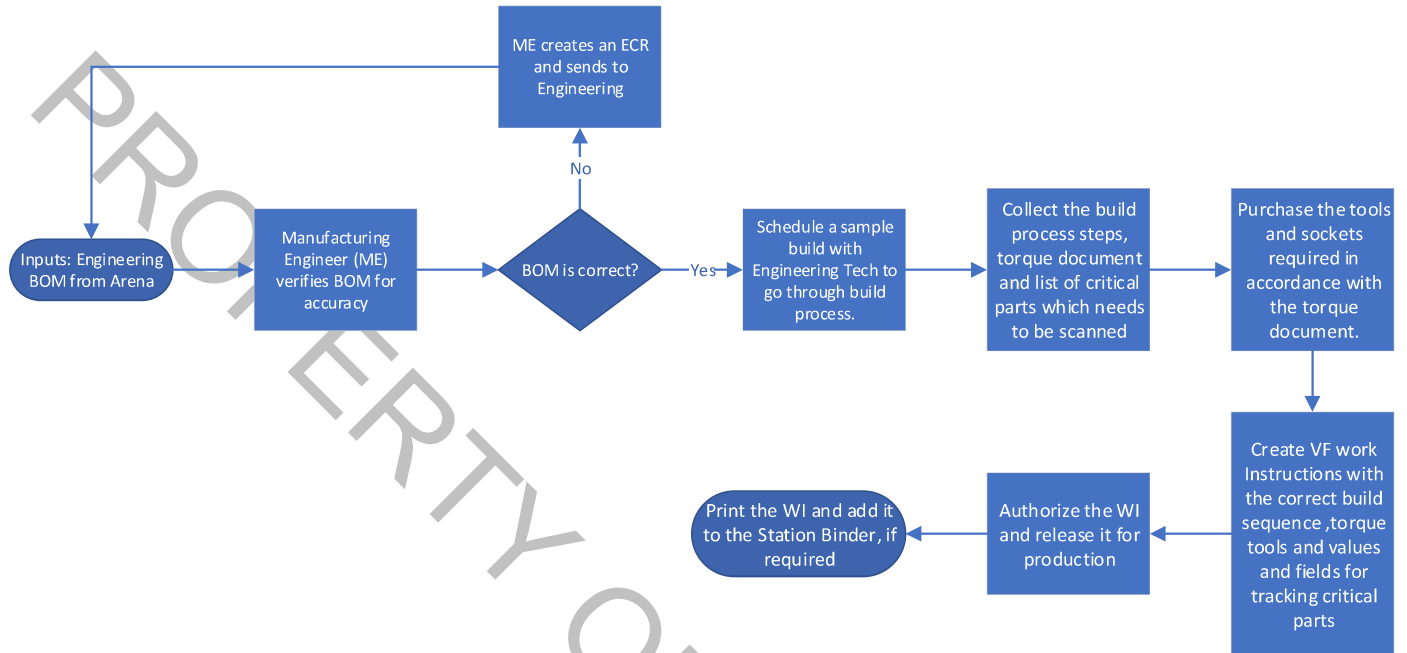 ME creates an ECR
and sends to
Engineering
No
Inputs: Engineering
BOM from Arena
Manufacturing
Engineer (ME)
verifies BOM for
accuracy
BOM is correct?
Yes
Schedule a sample
build with
Engineering Tech to
go through build
process.
Collect the build
process steps,
torque document
and list of critical
parts which needs
to be scanned
Purchase the tools
and sockets
required in
accordance with
the torque
document.
Create VF work
Instructions with
the correct build
sequence ,torque
tools and values
and fields for
tracking critical
parts
Authorize the WI
and release it for
production
Print the WI and add it
to the Station Binder, if
required
PROPERTY